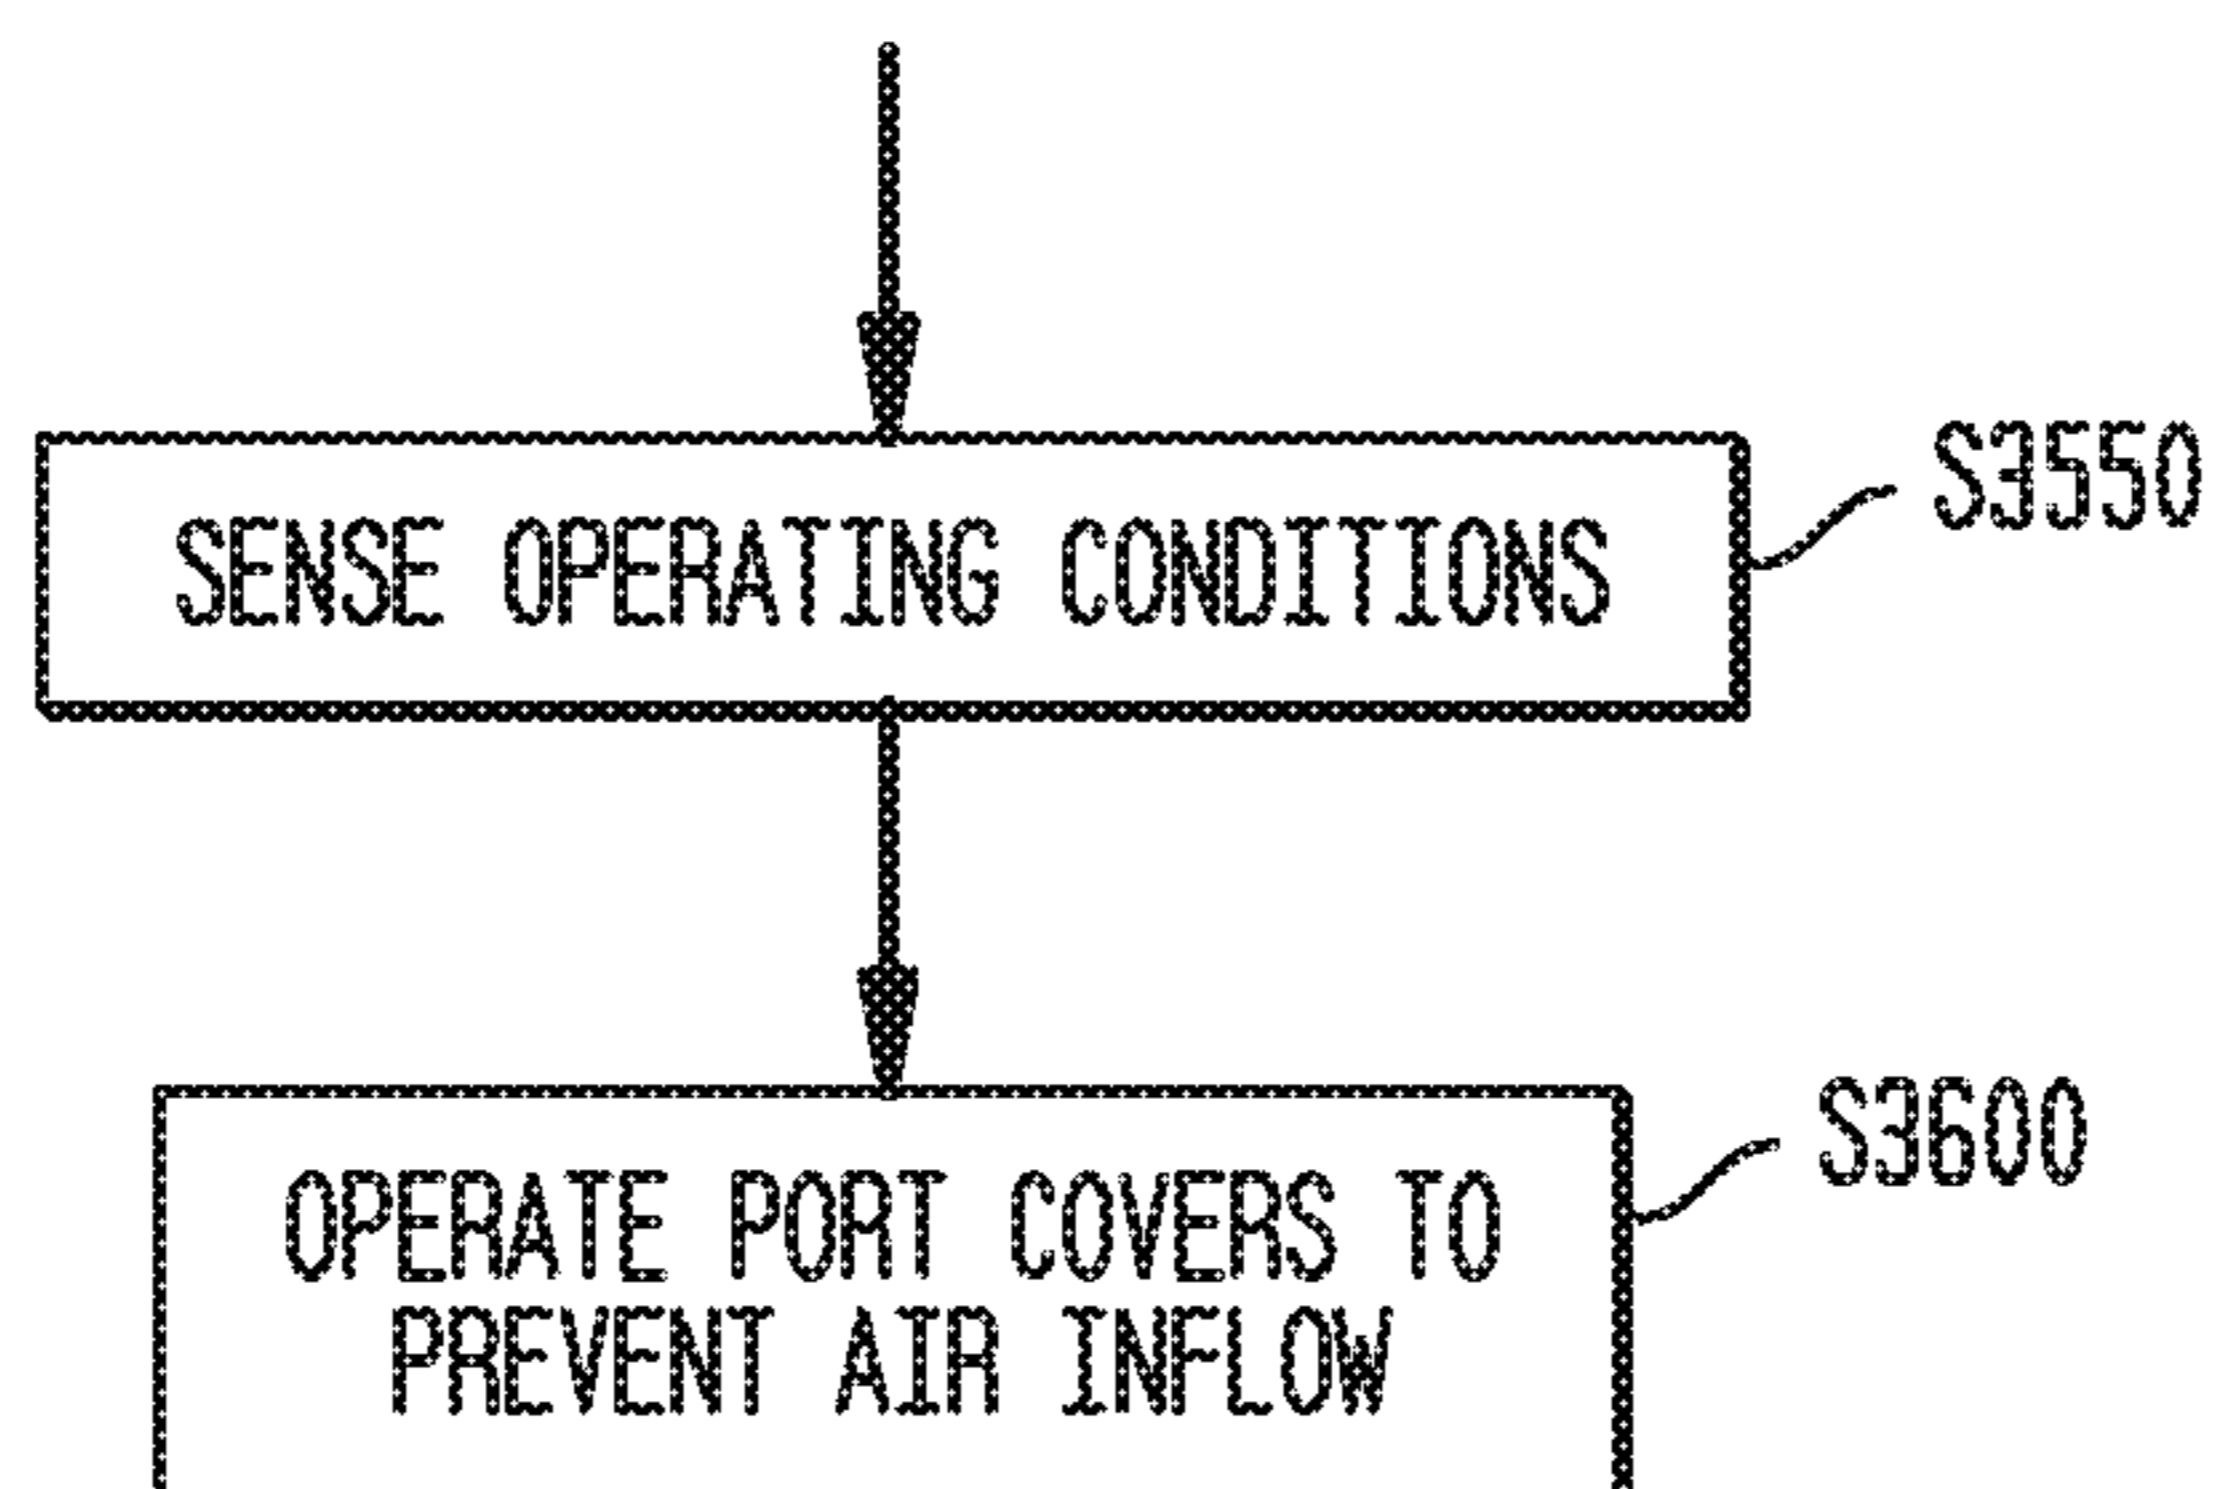 S3550
SENSE OPERATING CONDITIONS
S3600
OPERATE PORT COVERS TO
PREVENT AIR INFLOW